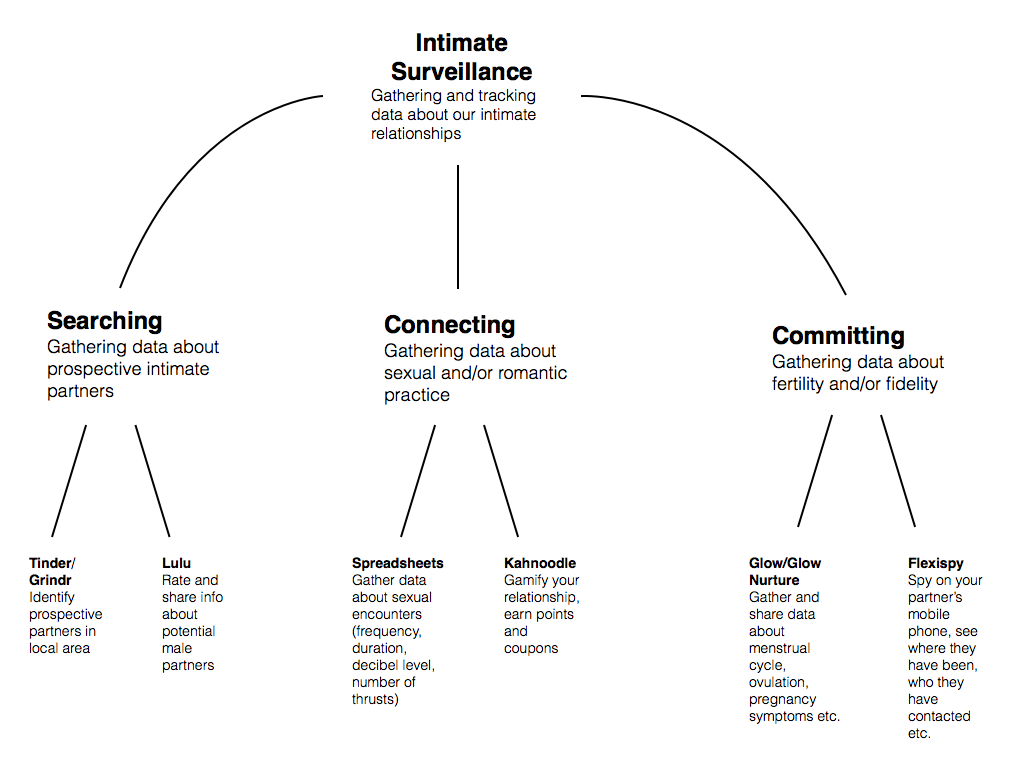 Intimate
Surveillance
Gathering and tracking
data about our intimate
relationships
Searching
Gathering data about
prospective intimate
partners
Connecting
Gathering data about
sexual and/or romantic
practice
Committing
Gathering data about
fertility and/or fidelity
Tinder/
Grindr
Identify
prospective
partners in
local area
Lulu
Rate and
share info
about
potential
male
partners
Spreadsheets
Gather data
about sexual
encounters
(frequency,
duration,
decibel level,
number of
thrusts)
Kahnoodle
Gamify your
relationship,
earn points
and
coupons
Glow/Glow
Nurture
Gather and
share data
about
menstrual
cycle,
ovulation,
pregnancy
symptoms etc.
Flexispy
Spy on your
partner's
mobile
phone, see
where they
have been,
who they
have
contacted
etc.